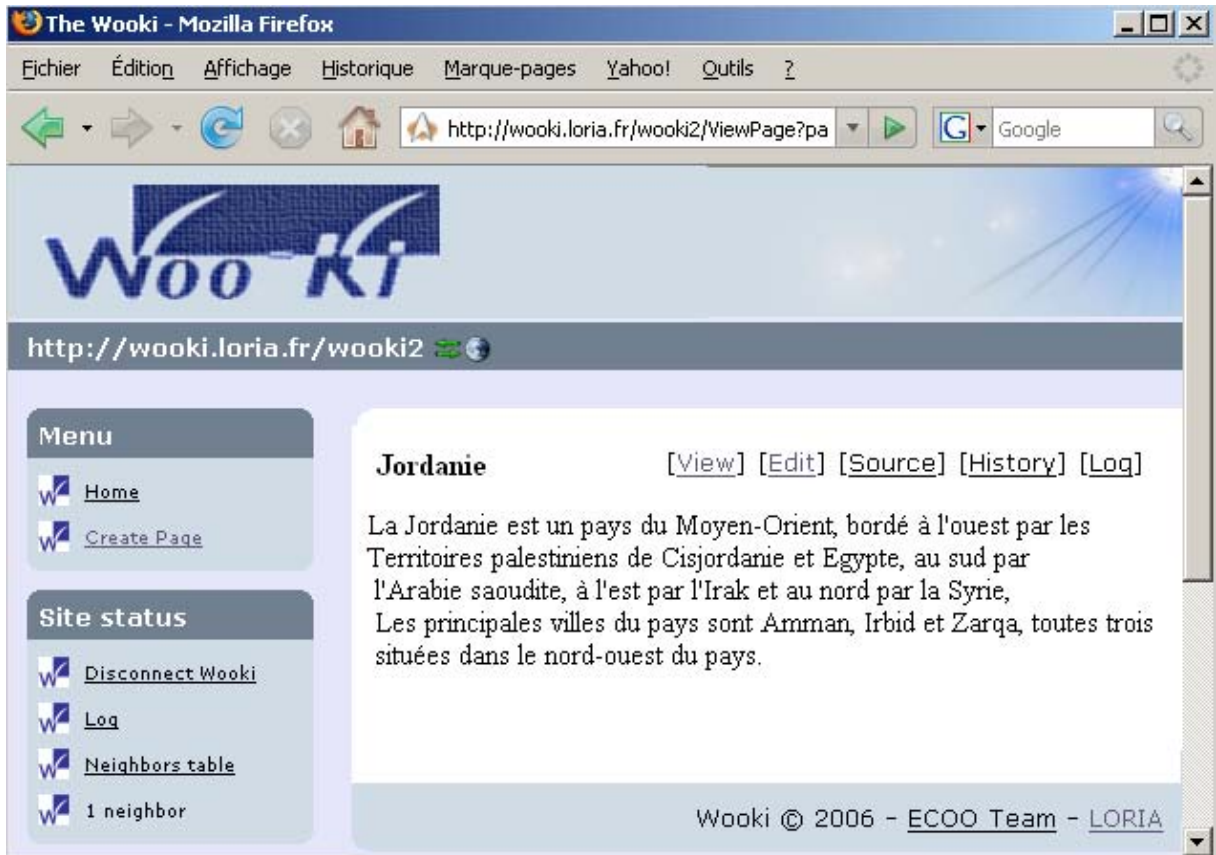 The Wooki - Mozilla Firefox
Eichier Édition Affichage Historique Marque-pages Yahoo! Outils ?
http://wooki.loria.fr/wooki2/ViewPage?pa
G Google
Woo-Ki
http://wooki.loria.fr/wooki2
Menu
Home
Create Page
Site status
Disconnect Wooki
Log
Neighbors table
1 neighbor
Jordanie [View] [Edit] [Source] [History] [Log]
La Jordanie est un pays du Moyen-Orient, bordé à l'ouest par les
Territoires palestiniens de Cisjordanie et Egypte, au sud par
l'Arabie saoudite, à l'est par l'Irak et au nord par la Syrie,
Les principales villes du pays sont Amman, Irbid et Zarqa, toutes trois
situées dans le nord-ouest du pays.
Wooki © 2006 - ECOO Team - LORIA